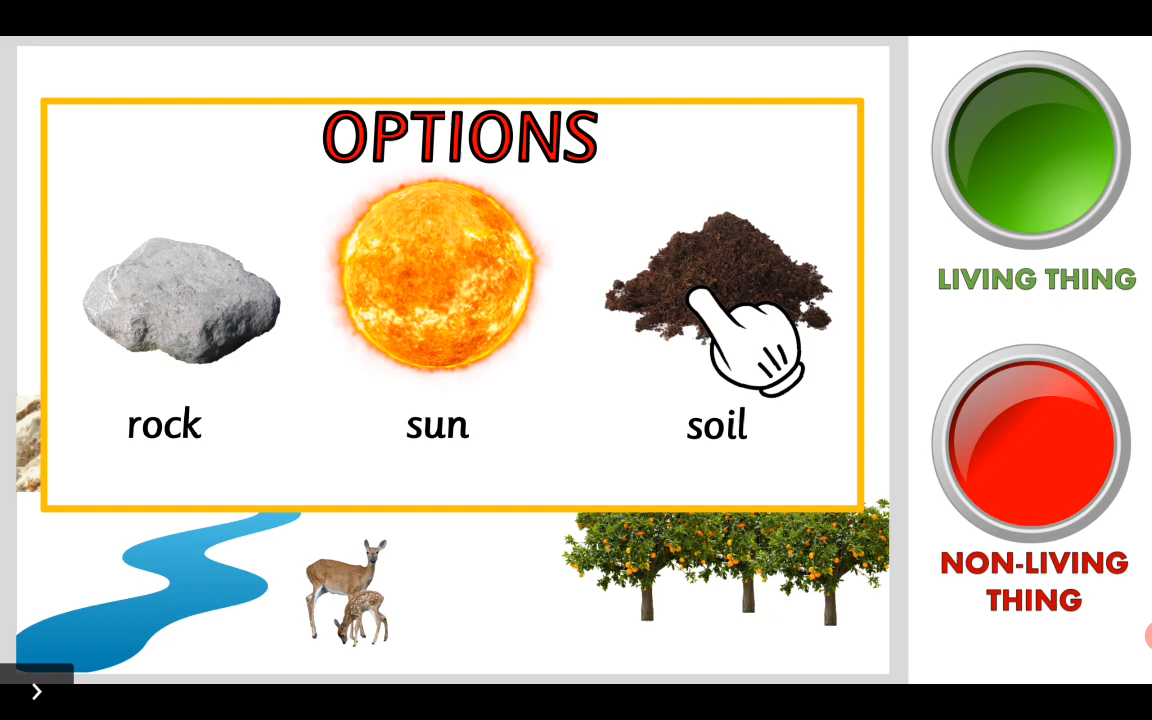 OPTIONS
rock
sun
soil
LIVING THING
NON-LIVING
THING